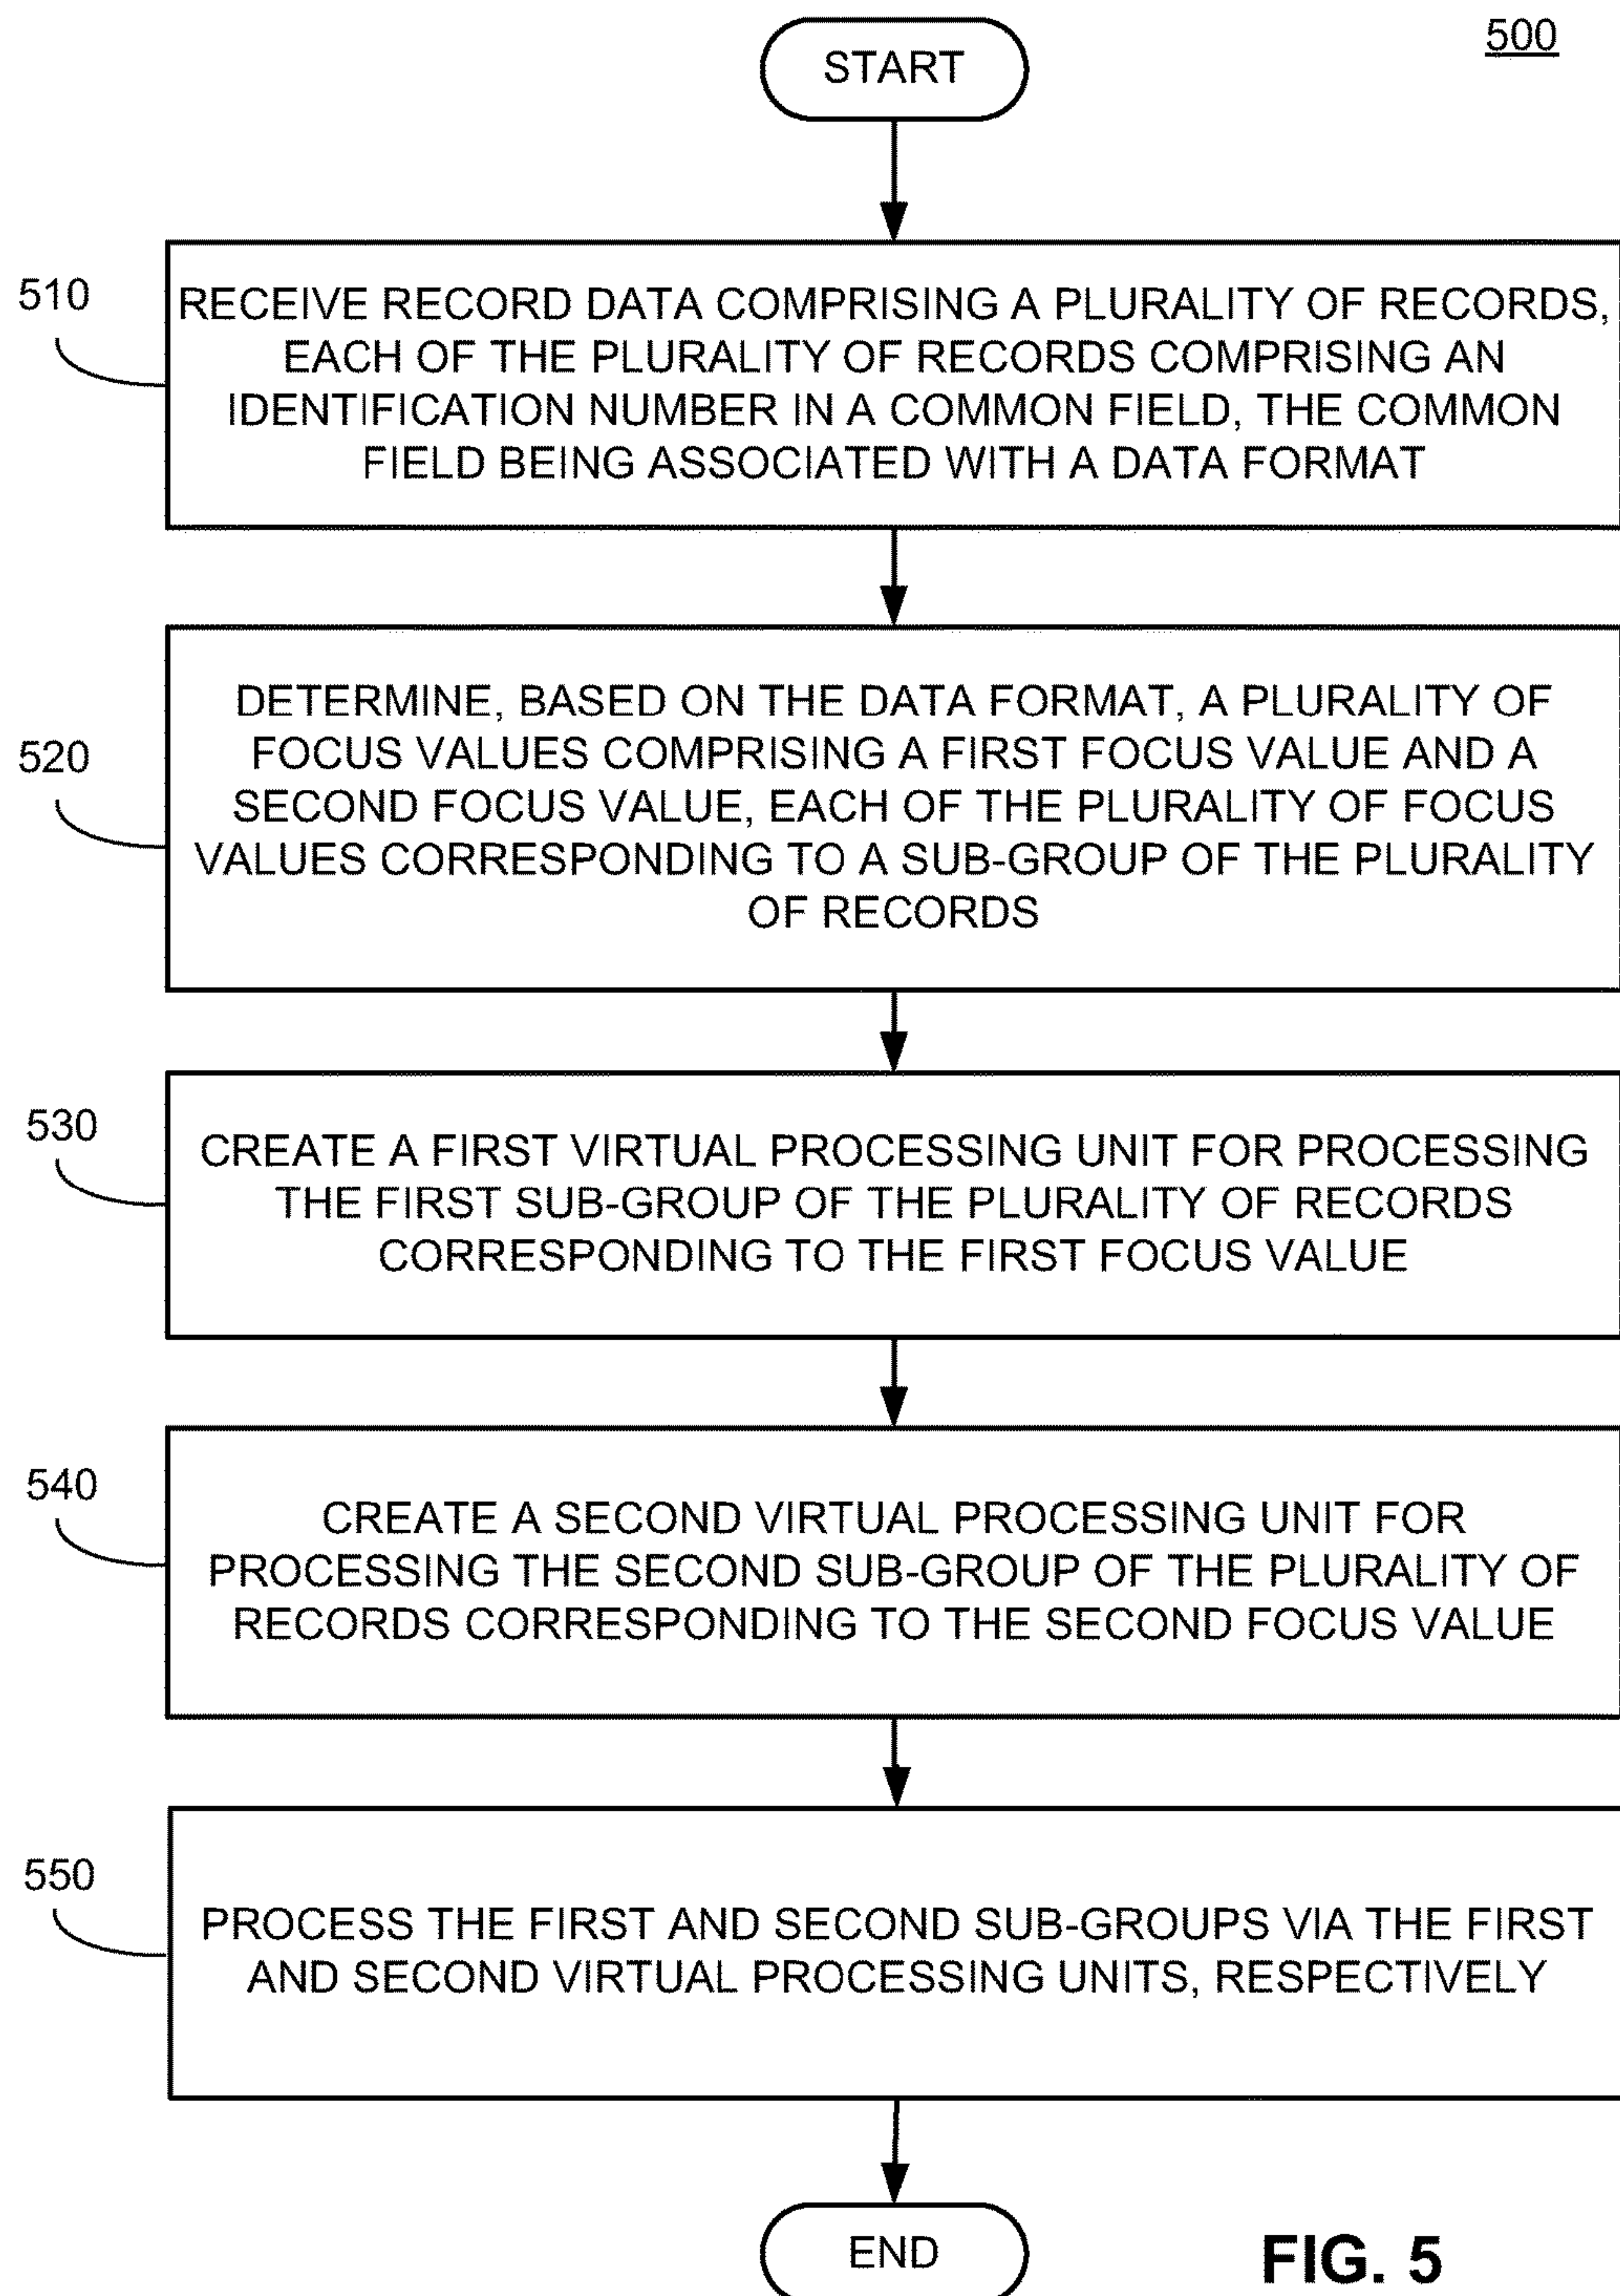 500
START
510
RECEIVE RECORD DATA COMPRISING A PLURALITY OF RECORDS,
EACH OF THE PLURALITY OF RECORDS COMPRISING AN
IDENTIFICATION NUMBER IN A COMMON FIELD, THE COMMON
FIELD BEING ASSOCIATED WITH A DATA FORMAT
520
DETERMINE, BASED ON THE DATA FORMAT, A PLURALITY OF
FOCUS VALUES COMPRISING A FIRST FOCUS VALUE AND A
SECOND FOCUS VALUE, EACH OF THE PLURALITY OF FOCUS
VALUES CORRESPONDING TO A SUB-GROUP OF THE PLURALITY
OF RECORDS
530
CREATE A FIRST VIRTUAL PROCESSING UNIT FOR PROCESSING
THE FIRST SUB-GROUP OF THE PLURALITY OF RECORDS
CORRESPONDING TO THE FIRST FOCUS VALUE
540
CREATE A SECOND VIRTUAL PROCESSING UNIT FOR
PROCESSING THE SECOND SUB-GROUP OF THE PLURALITY OF
RECORDS CORRESPONDING TO THE SECOND FOCUS VALUE
550
PROCESS THE FIRST AND SECOND SUB-GROUPS VIA THE FIRST
AND SECOND VIRTUAL PROCESSING UNITS, RESPECTIVELY
END
FIG. 5